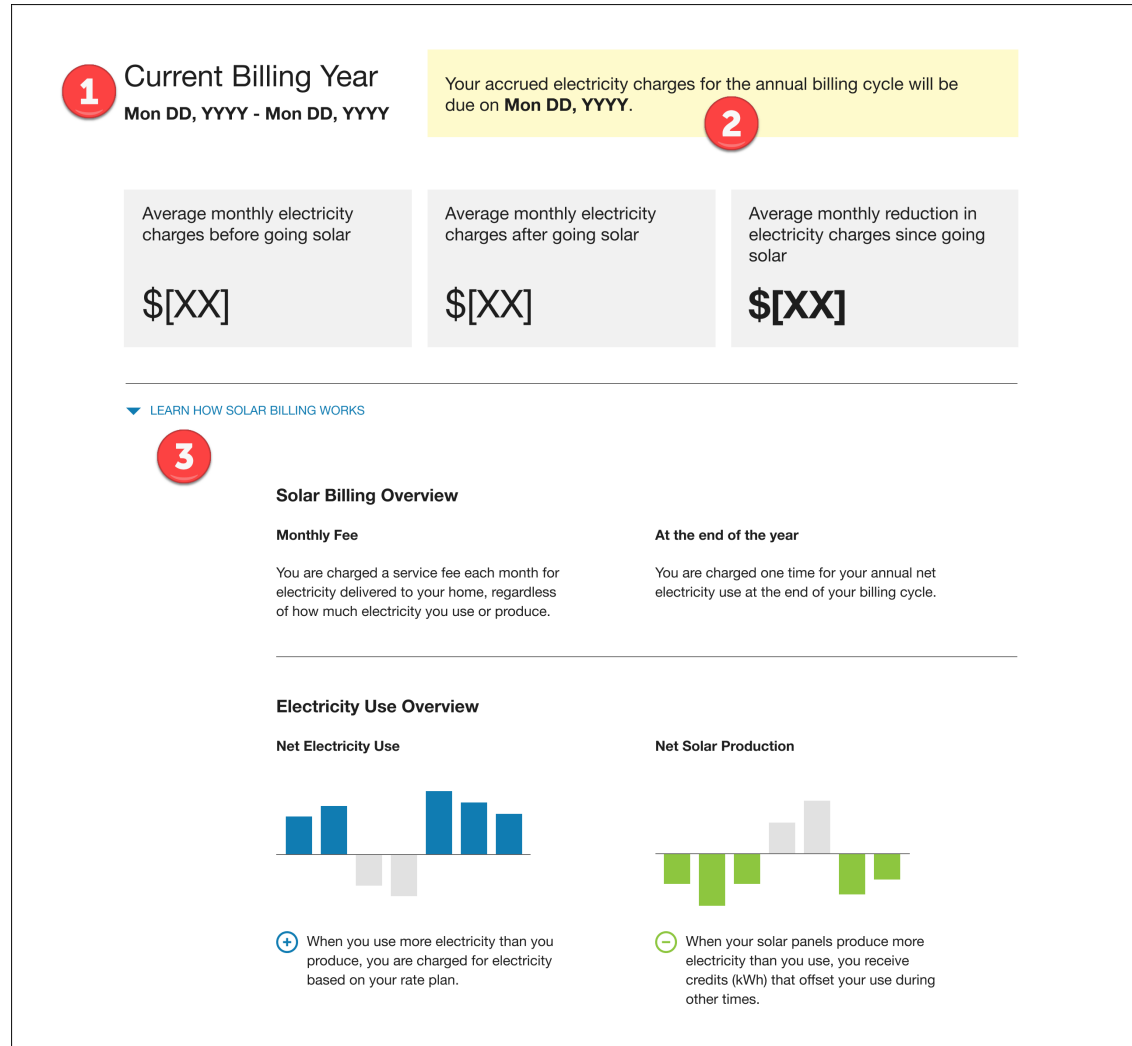 1
Current Billing Year
Mon DD, YYYY - Mon DD, YYYY
Your accrued electricity charges for the annual billing cycle will be
due on Mon DD, YYYY.
2
Average monthly electricity
charges before going solar
$[XX]
Average monthly electricity
charges after going solar
$[XX]
Average monthly reduction in
electricity charges since going
solar
$[XX]
LEARN HOW SOLAR BILLING WORKS
3
Solar Billing Overview
Monthly Fee
You are charged a service fee each month for
electricity delivered to your home, regardless
of how much electricity you use or produce.
At the end of the year
You are charged one time for your annual net
electricity use at the end of your billing cycle.
Electricity Use Overview
Net Electricity Use
+
When you use more electricity than you
produce, you are charged for electricity
based on your rate plan.
Net Solar Production
−
When your solar panels produce more
electricity than you use, you receive
credits (kWh) that offset your use during
other times.